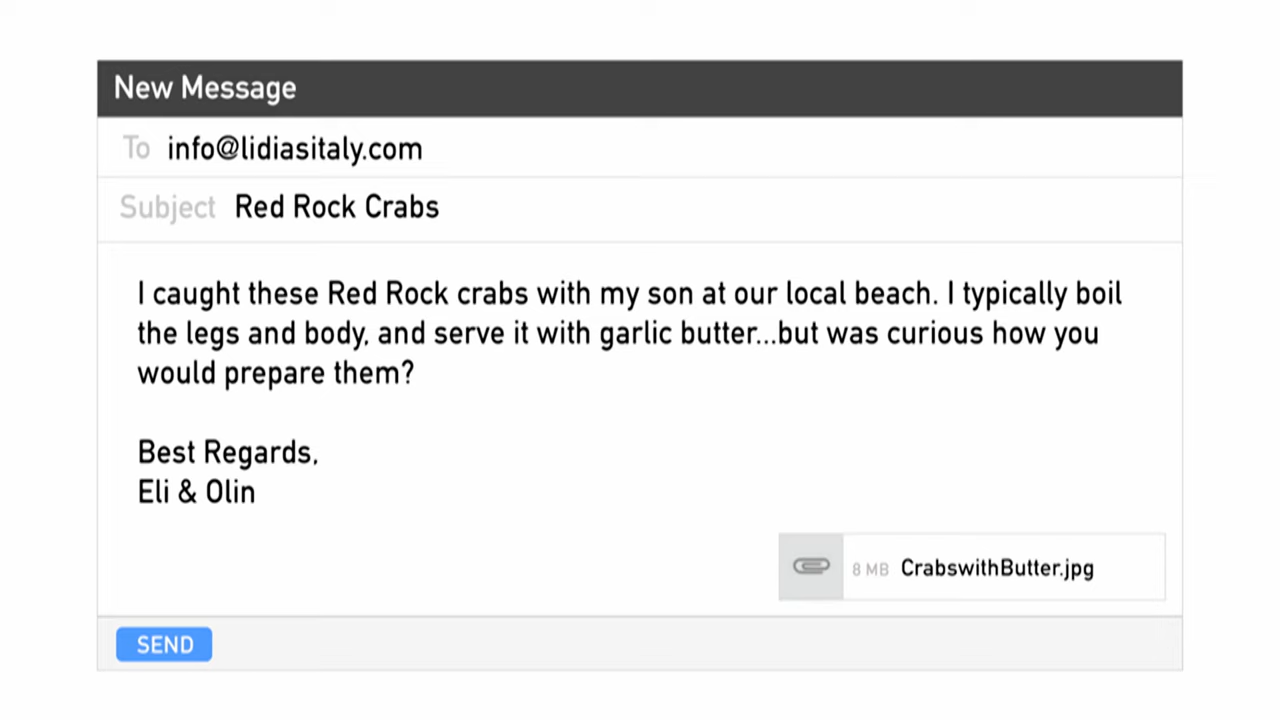 New Message
To info@lidiasitaly.com
Subject Red Rock Crabs
I caught these Red Rock crabs with my son at our local beach. I typically boil
the legs and body, and serve it with garlic butter...but was curious how you
would prepare them?
Best Regards,
Eli & Olin
8 MB CrabswithButter.jpg
SEND